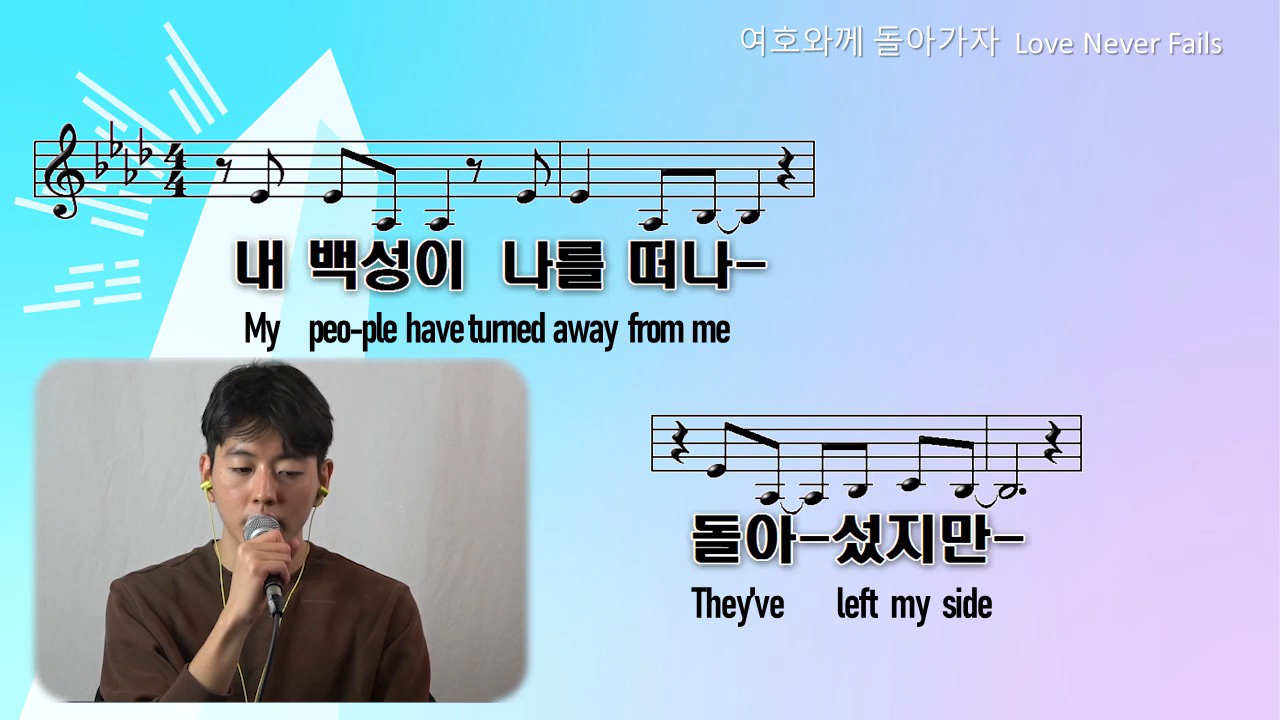 여호와께 돌아가자 Love Never Fails
내 백성이 나를 떠나-
My peo-ple have turned away from me
돌아-섰지만-
They've left my side